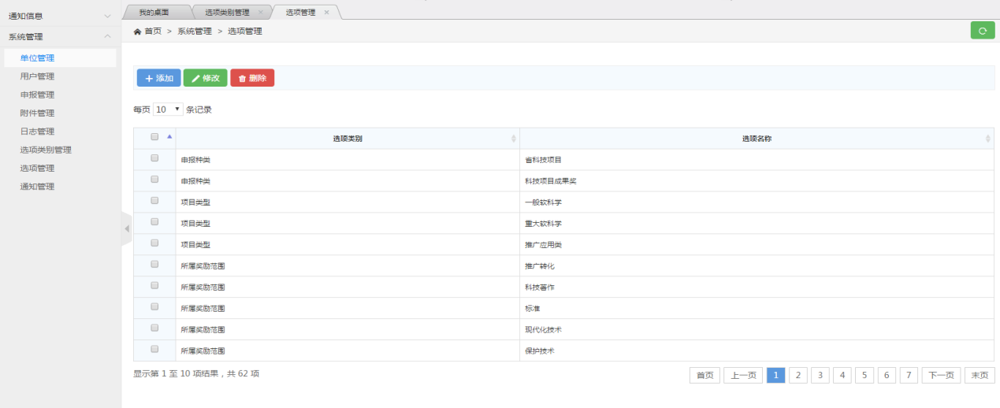 通知信息
系统管理
单位管理
用户管理
申报管理
附件管理
日志管理
选项类别管理
选项管理
通知管理
我的桌面 选项类别管理 × 选项管理 ×
首页 > 系统管理 > 选项管理
添加 修改 删除
每页 10 条记录
选项类别 选项名称
申报种类 省科技项目
申报种类 科技项目成果奖
项目类型 一般软科学
项目类型 重大软科学
项目类型 推广应用类
所属奖励范围 推广转化
所属奖励范围 科技著作
所属奖励范围 标准
所属奖励范围 现代化技术
所属奖励范围 保护技术
显示第 1 至 10 项结果，共 62 项
首页 上一页 1 2 3 4 5 6 7 下一页 末页